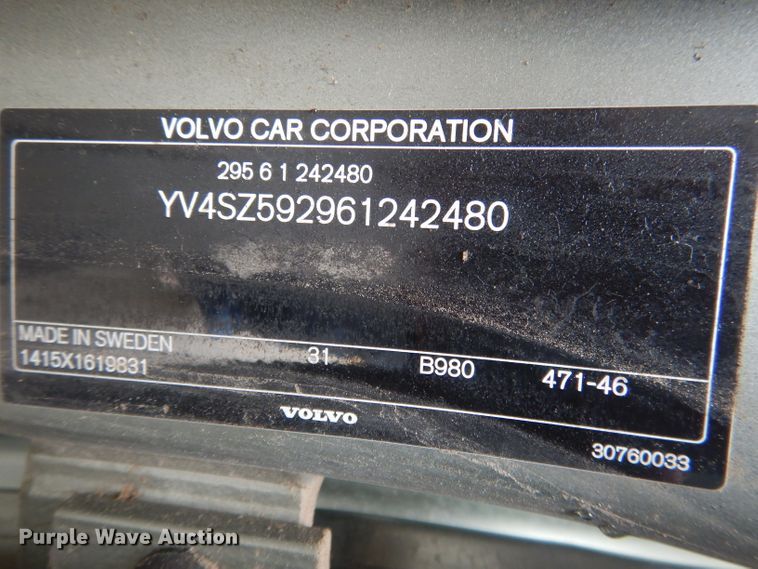 VOLVO CAR CORPORATION
295 6 1 242480
YV4SZ592961242480
MADE IN SWEDEN
1415X1619831 31 B980 471-46
VOLVO
30760033
Purple Wave Auction®